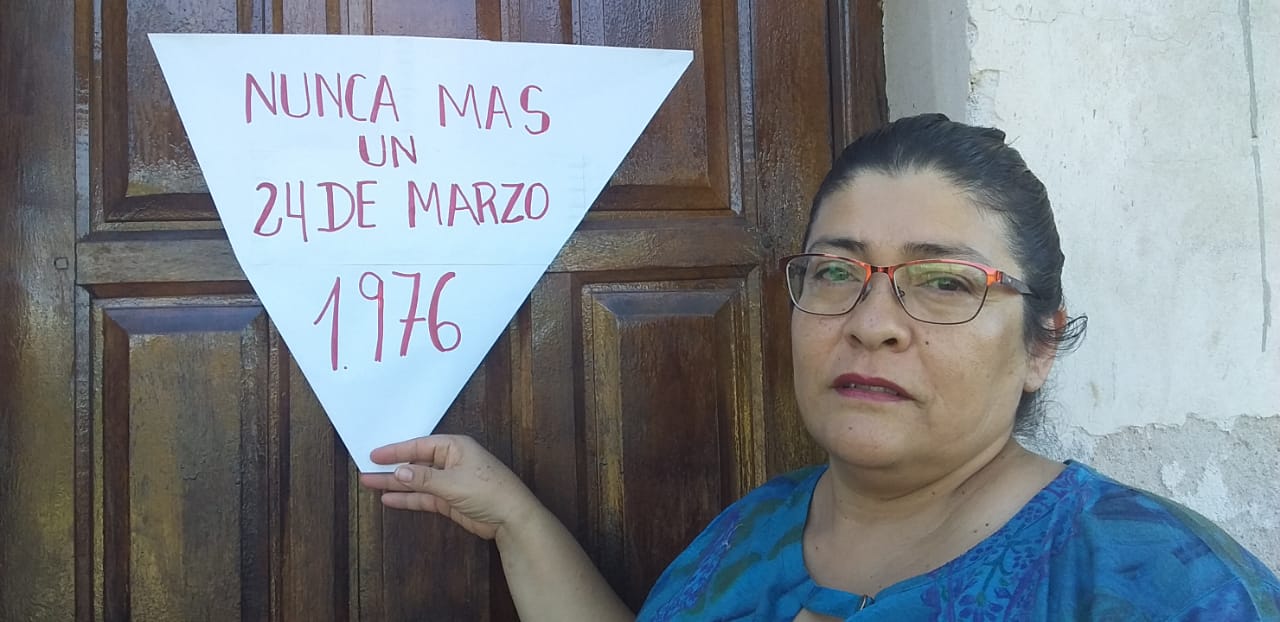 NUNCA MAS
UN
24 DE MARZO
1.976